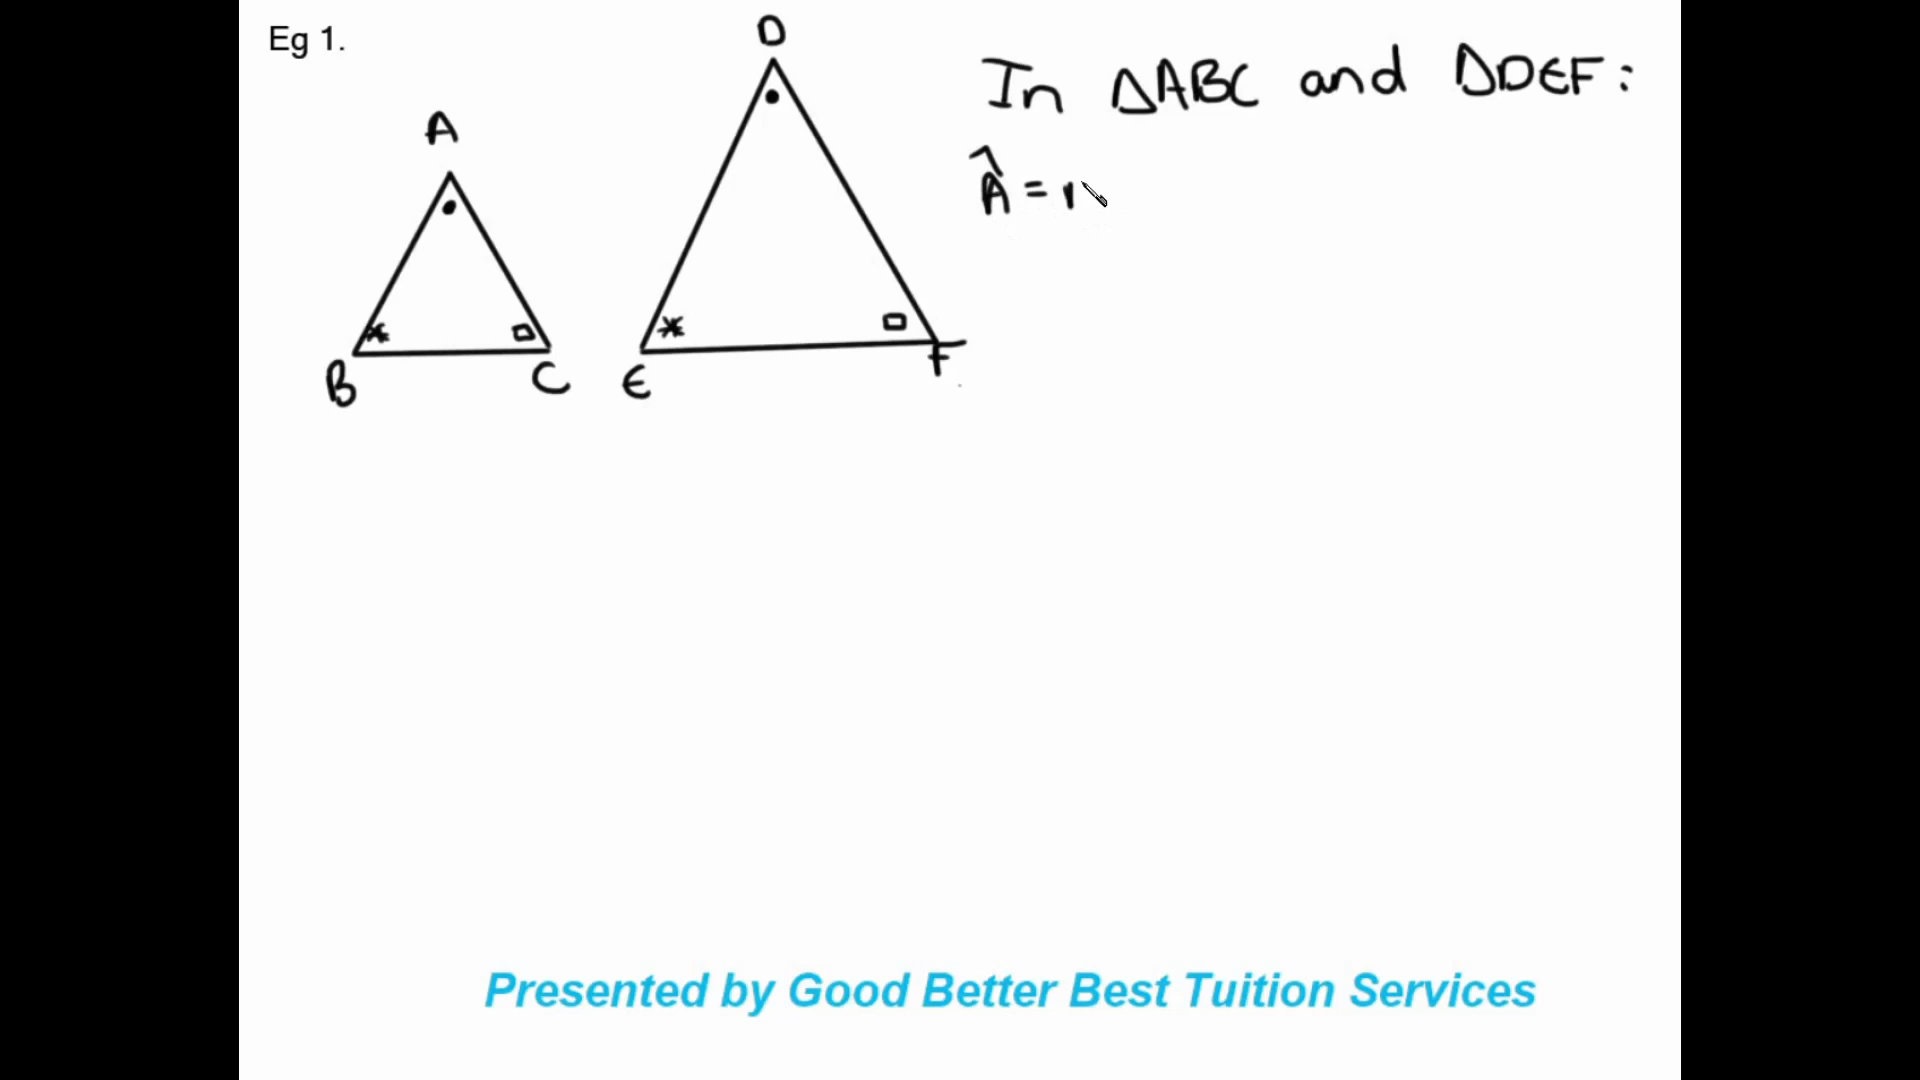 Eg 1.
D
In ΔABC and ΔDEF:
A
Â =
B
C
E
F
Presented by Good Better Best Tuition Services